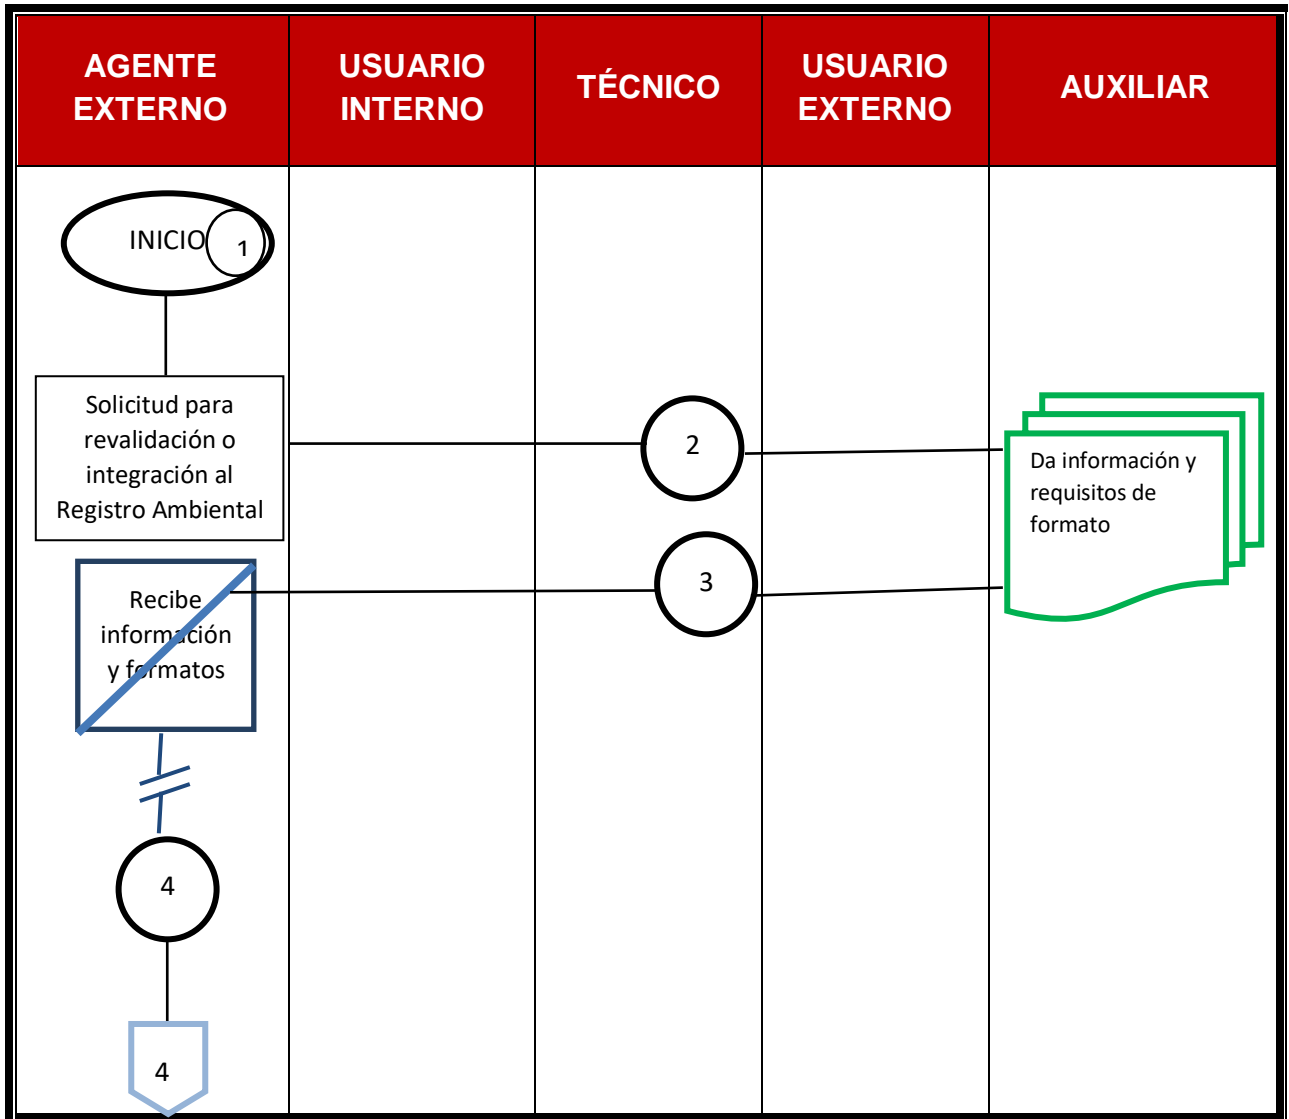 AGENTE
EXTERNO
USUARIO
INTERNO
TÉCNICO
USUARIO
EXTERNO
AUXILIAR
INICIO
1
Solicitud para
revalidación o
integración al
Registro Ambiental
2
Da información y
requisitos de
formato
Recibe
información
y formatos
3
4
4